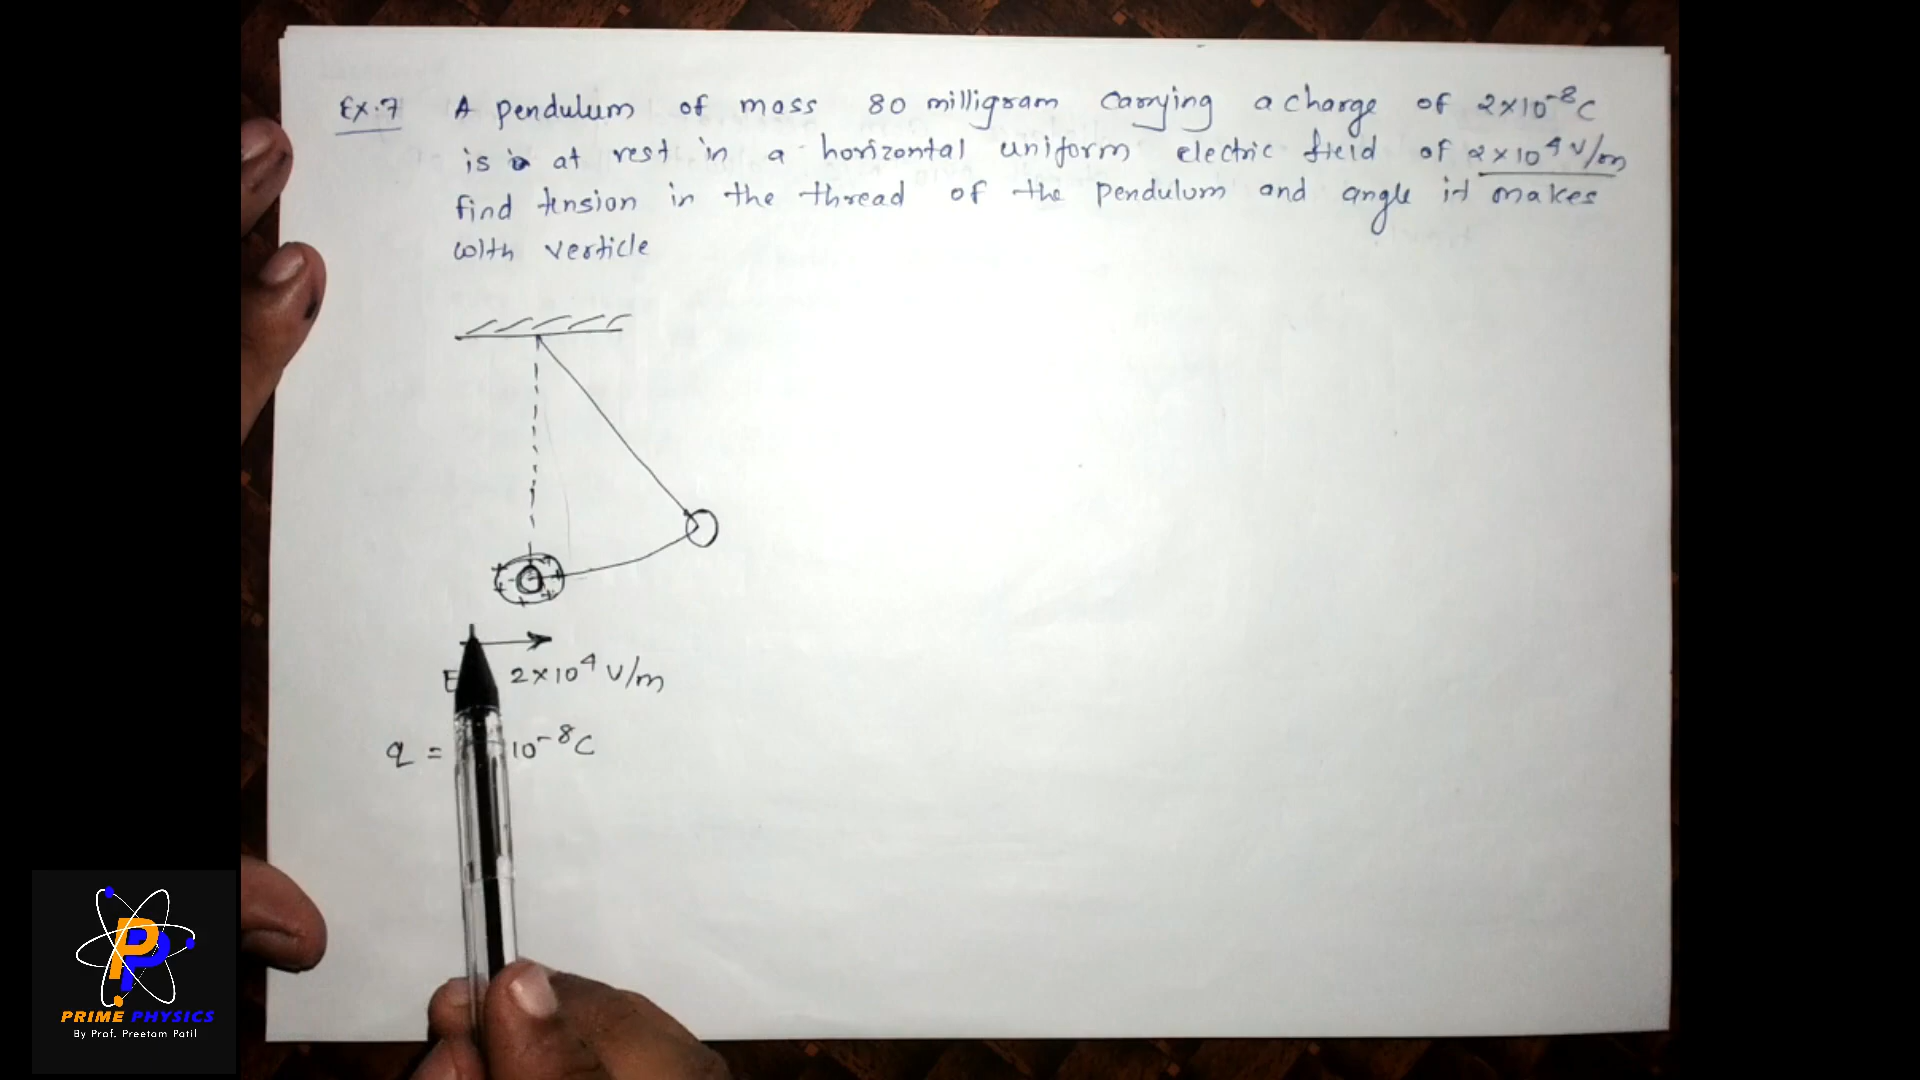 Ex.7 A pendulum of mass 80 milligram carrying a charge of 2×10⁻⁸C
is at rest in a horizontal uniform electric field of 2×10⁴ V/m
find tension in the thread of the pendulum and angle it makes
with verticle
E 2×10⁴ V/m
q = 10⁻⁸C
PRIME PHYSICS
By Prof. Preetam Patil